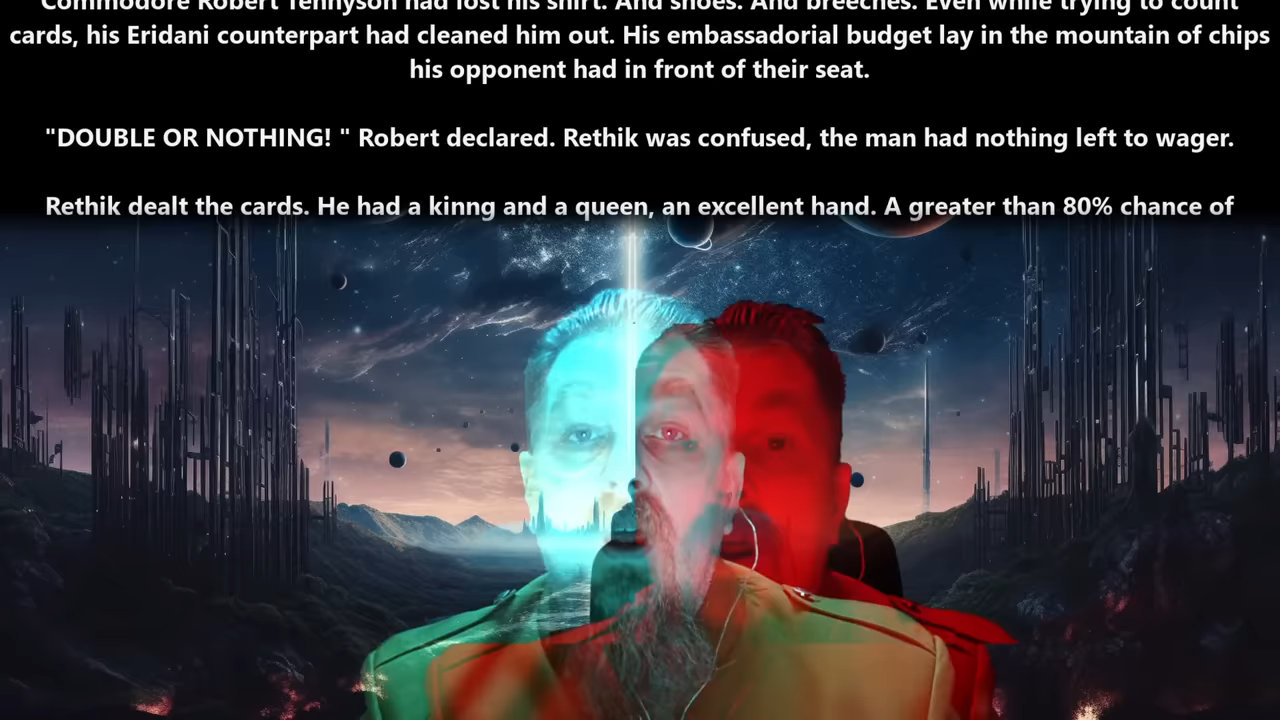 Commodore Robert Tennyson had lost his shirt. And shoes. And breeches. Even while trying to count
cards, his Eridani counterpart had cleaned him out. His embassadorial budget lay in the mountain of chips
his opponent had in front of their seat.
"DOUBLE OR NOTHING! " Robert declared. Rethik was confused, the man had nothing left to wager.
Rethik dealt the cards. He had a kinng and a queen, an excellent hand. A greater than 80% chance of